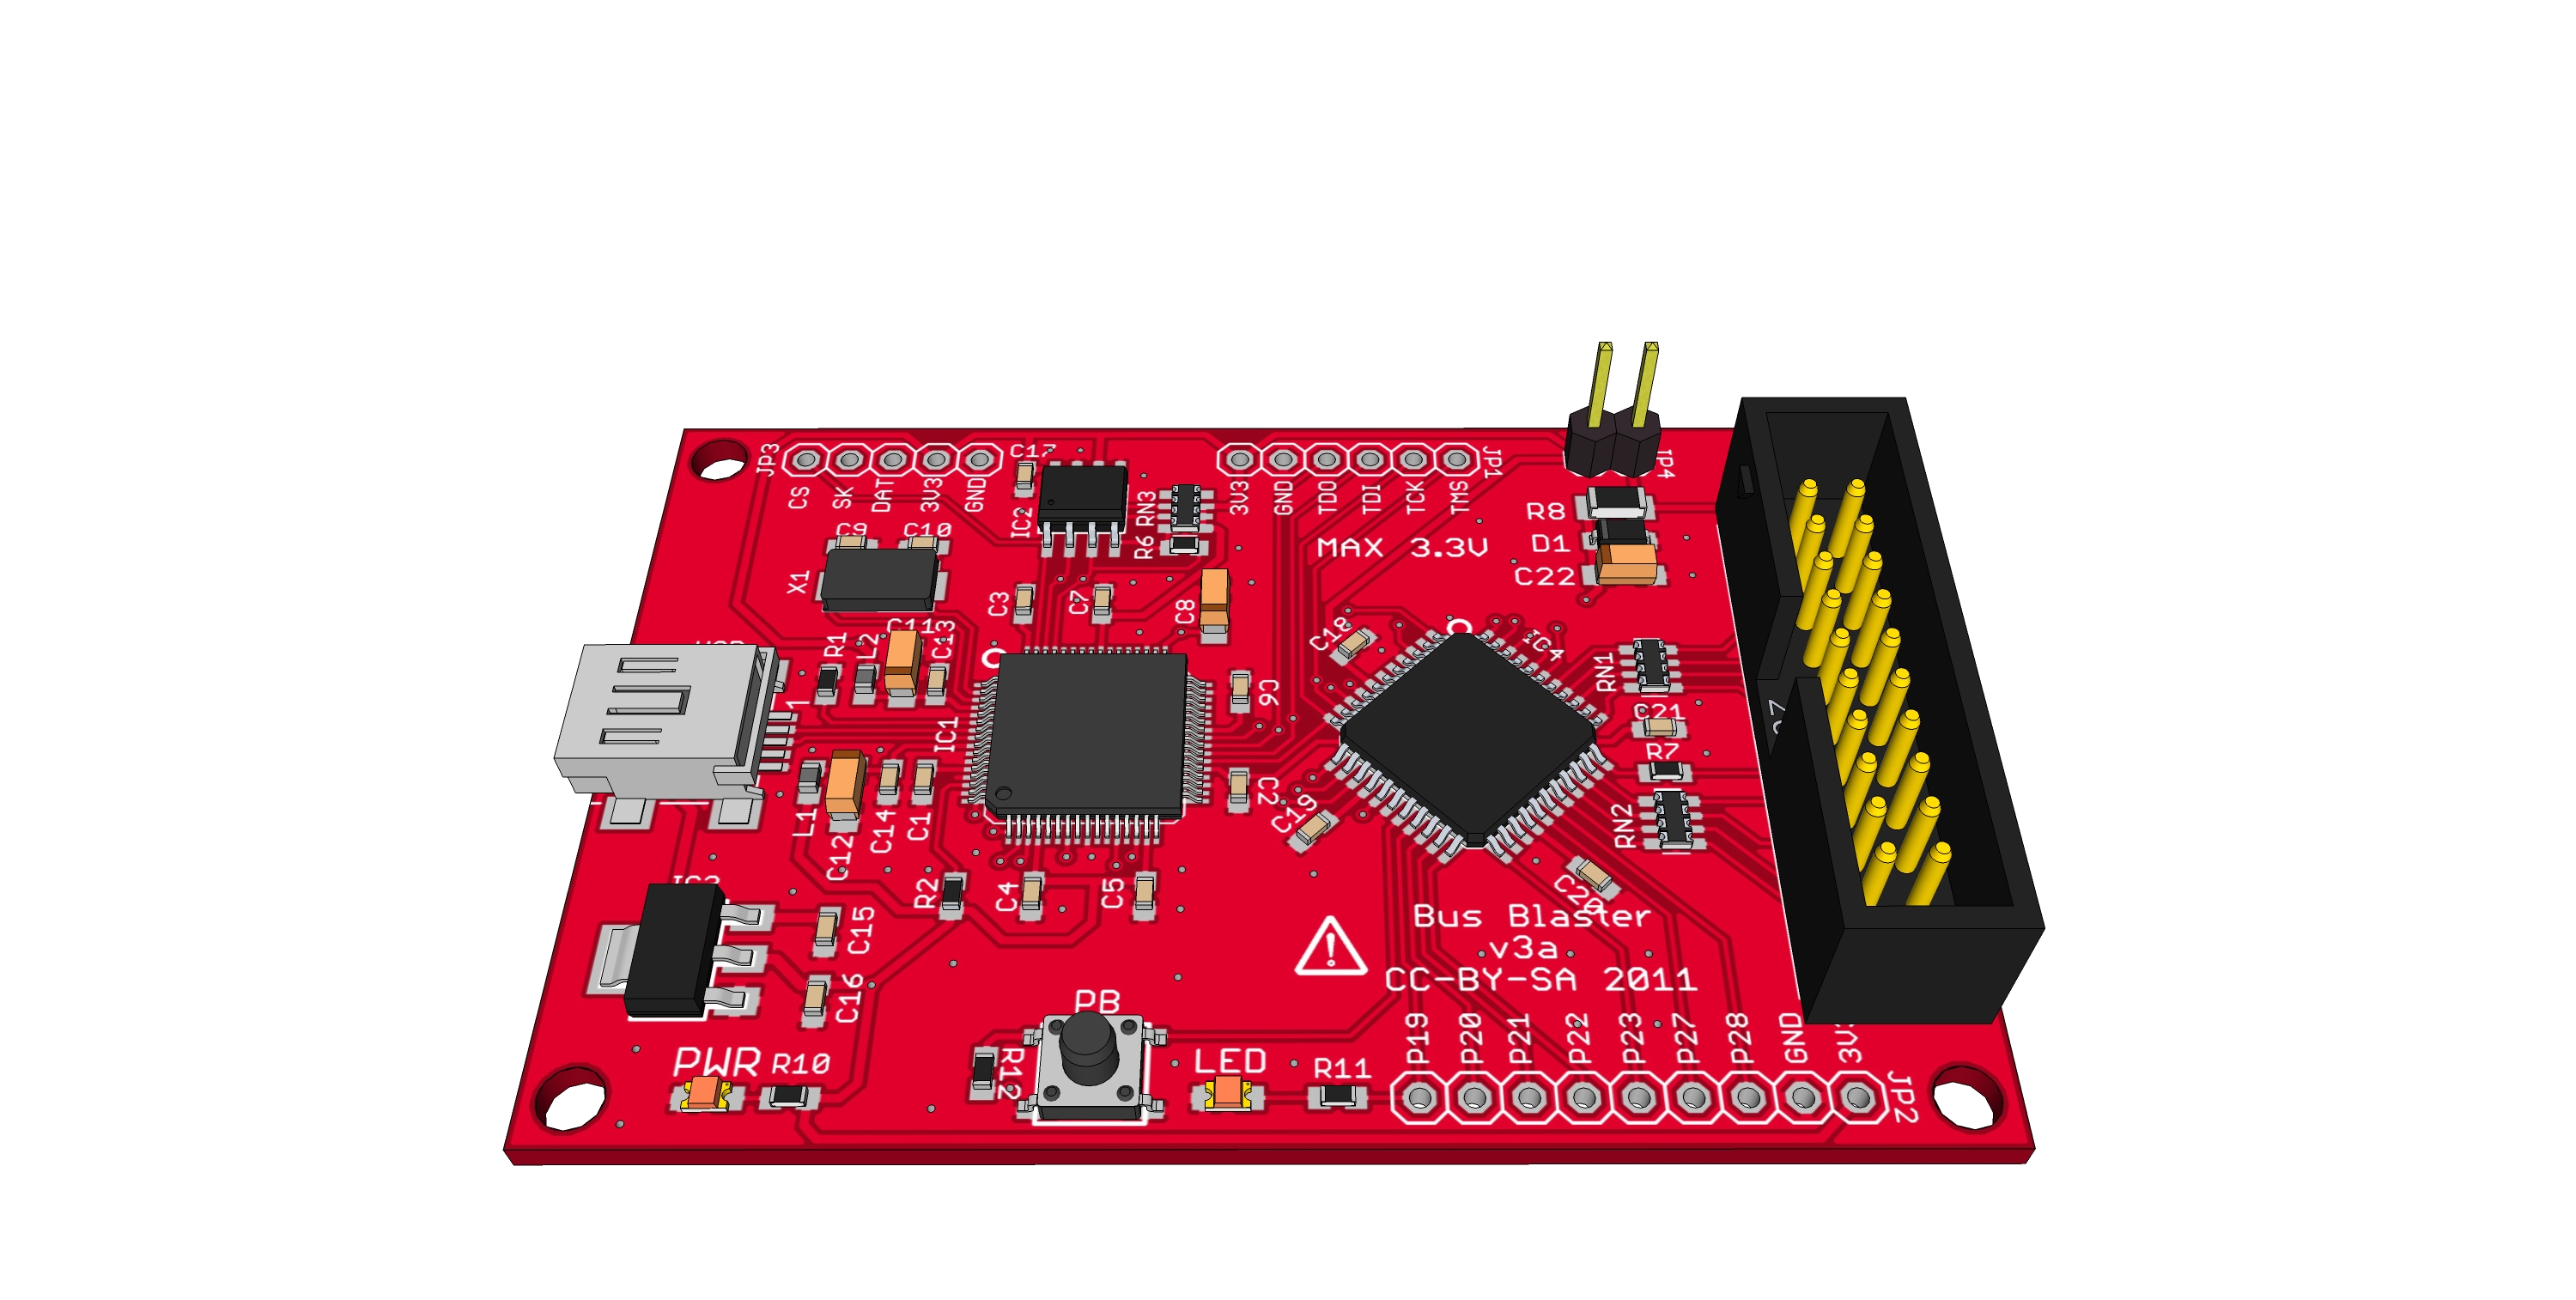 JP3
CS
SK
DAT
3V3
GND
IC2
RN3
R6
3V3
GND
TDO
TDI
TCK
TMS
JP1
JP4
MAX 3.3V
R8
D1
C22
C9
C10
X1
C3
C7
C8
R1
L2
C11
C13
1
IC1
C6
C2
C18
IC4
C19
RN1
C21
R7
RN2
C20
L1
C12
C14
C1
R2
C4
C5
C15
C16
Bus Blaster
v3a
CC-BY-SA 2011
PWR
R10
R12
PB
LED
R11
P19
P20
P21
P22
P23
P27
P28
GND
JP2